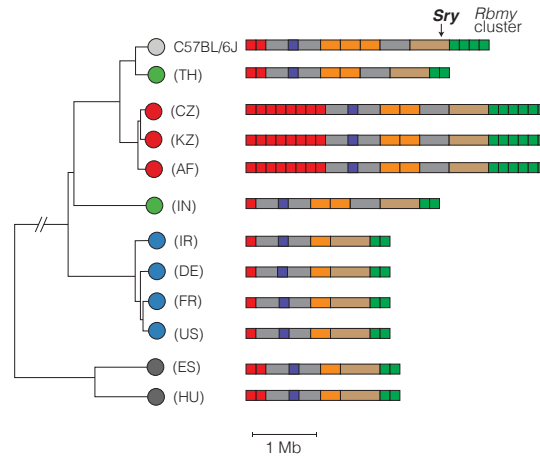 Sry
Rbmy
cluster
C57BL/6J
(TH)
(CZ)
(KZ)
(AF)
(IN)
(IR)
(DE)
(FR)
(US)
(ES)
(HU)
1 Mb